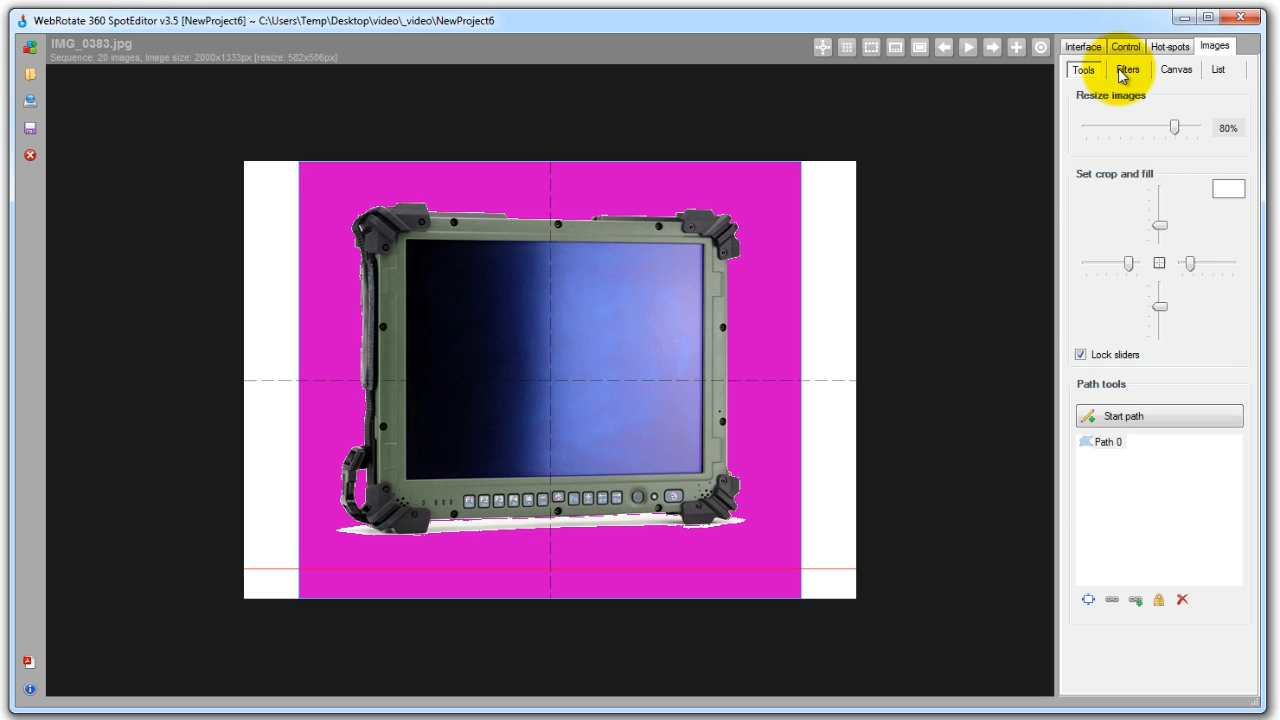 WebRotate 360 SpotEditor v3.5 [NewProject6] ~ C:\Users\Temp\Desktop\video\_video\NewProject6
IMG_0383.jpg
Sequence: 20 images; Image size: 2000x1333px [resize: 582x506px]
Interface Control Hot-spots Images
Tools Filters Canvas List
Resize images
80%
Set crop and fill
Lock sliders
Path tools
Start path
Path 0